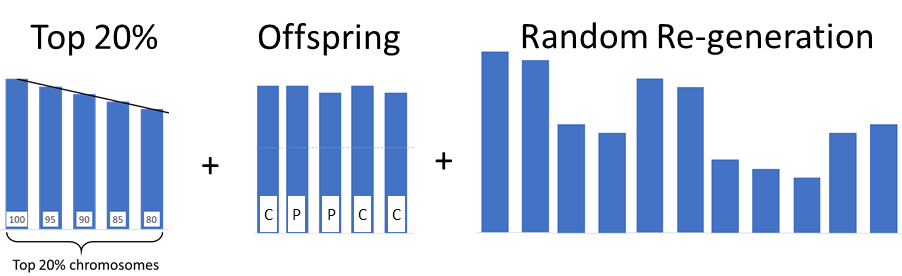 Top 20%
Offspring
Random Re-generation
+
+
100 95 90 85 80
C P P C C
Top 20% chromosomes